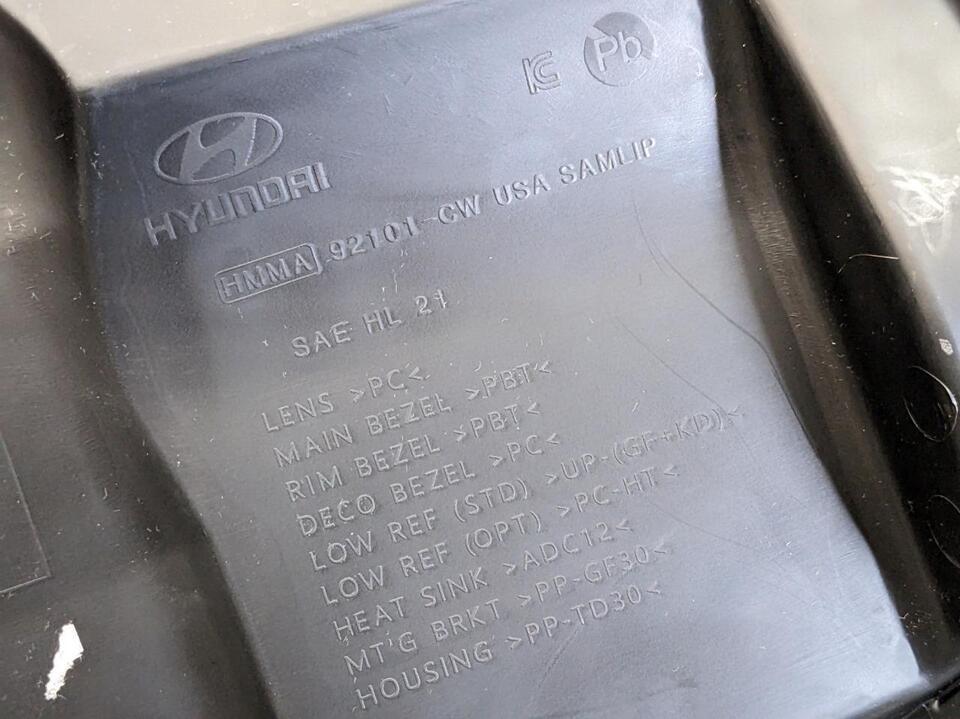 Pb
HYUNDAI
HMMA 92101-CW USA SAMLIP
SAE HL 21
LENS >PC<
MAIN BEZEL >PBT<
RIM BEZEL >PBT<
DECO BEZEL >PC<
LOW REF (STD) >UP-(GF+KD)<
LOW REF (OPT) >PC-HT<
HEAT SINK >ADC12<
MT'G BRKT >PP-GF30<
HOUSING >PP-TD30<